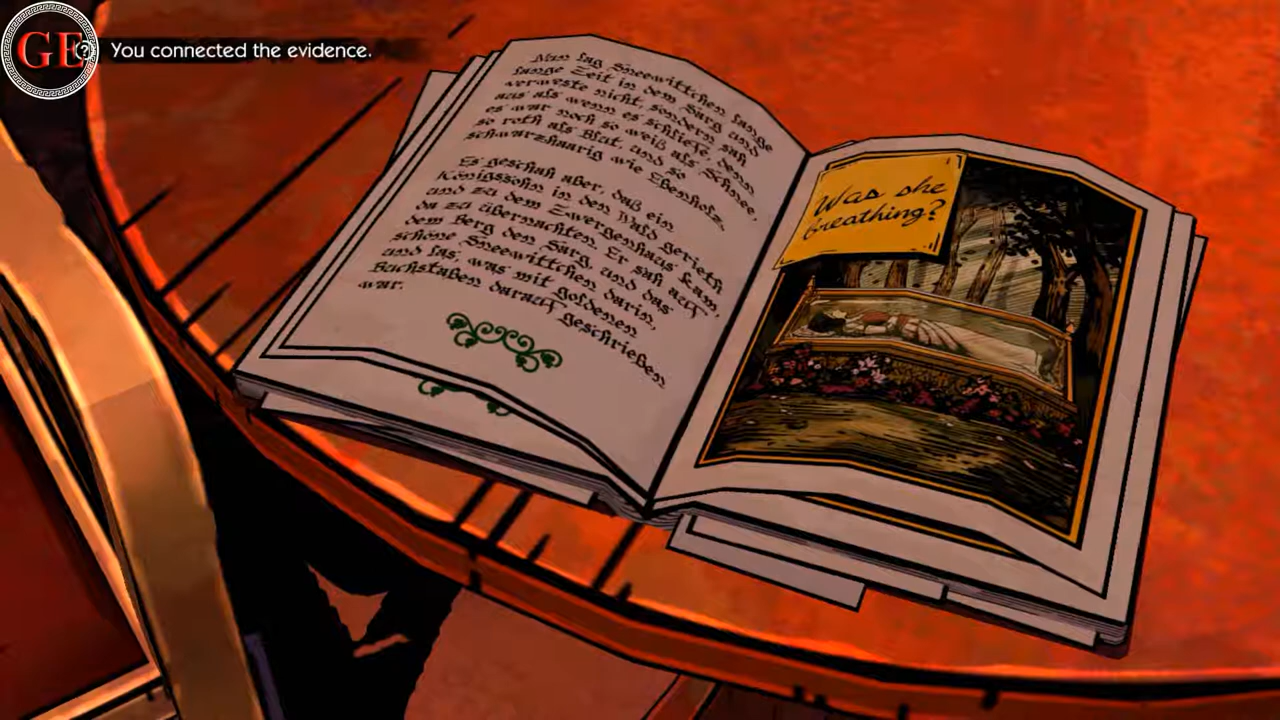 GE
(?) You connected the evidence.
Nun lag Sneewittchen lange
lange Zeit in dem Sarg und
verweste nicht, sondern sah
aus als wenn es schliefe, denn
es war noch so weiß als Schnee,
so roth als Blut, und so
schwarzhaarig wie Ebenholz.
Es geschah aber, daß ein
Königssohn in den Wald gerieth
und zu dem Zwergenhaus kam,
da zu übernachten. Er sah auf
dem Berg den Sarg, und das
schöne Sneewittchen darin,
und las, was mit goldenen
Buchstaben darauf geschrieben
war.
Was she
breathing?